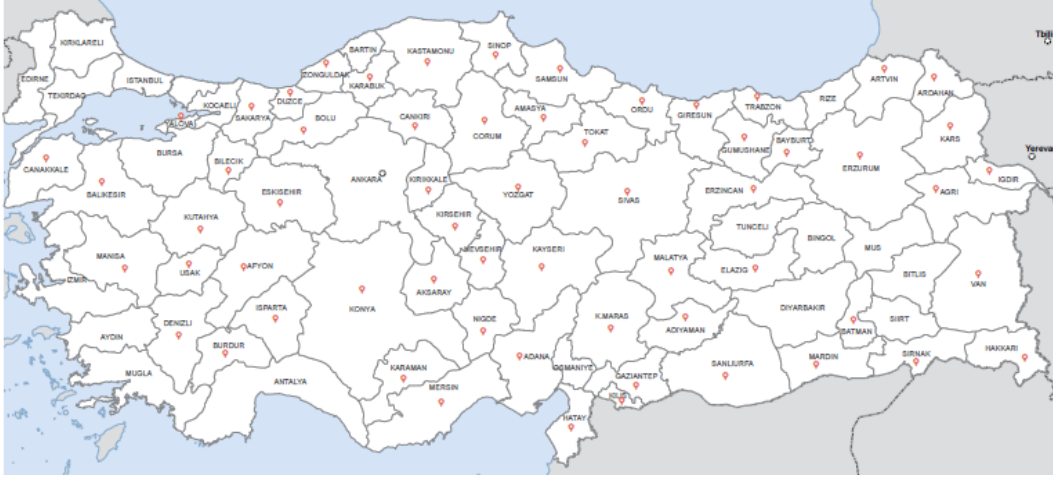 KIRKLARELI
EDIRNE
TEKIRDAG
ISTANBUL
KOCAELI
YALOVA
SAKARYA
DUZCE
ZONGULDAK
BARTIN
KARABUK
KASTAMONU
SINOP
SAMSUN
BOLU
CANKIRI
CORUM
AMASYA
TOKAT
ORDU
GIRESUN
TRABZON
RIZE
ARTVIN
ARDAHAN
Tbili
GUMUSHANE
BAYBURT
KARS
ERZURUM
Yereva
IGDIR
AGRI
CANAKKALE
BALIKESIR
BURSA
BILECIK
ESKISEHIR
ANKARA
KIRIKKALE
YOZGAT
SIVAS
ERZINCAN
KUTAHYA
KIRSEHIR
NEVSEHIR
KAYSERI
MALATYA
TUNCELI
ELAZIG
BINGOL
MUS
BITLIS
VAN
MANISA
IZMIR
USAK
AFYON
KONYA
AKSARAY
NIGDE
K.MARAS
ADIYAMAN
DIYARBAKIR
BATMAN
SIIRT
AYDIN
DENIZLI
ISPARTA
BURDUR
MUGLA
ANTALYA
KARAMAN
MERSIN
ADANA
OSMANIYE
GAZIANTEP
KILIS
HATAY
SANLIURFA
MARDIN
SIRNAK
HAKKARI